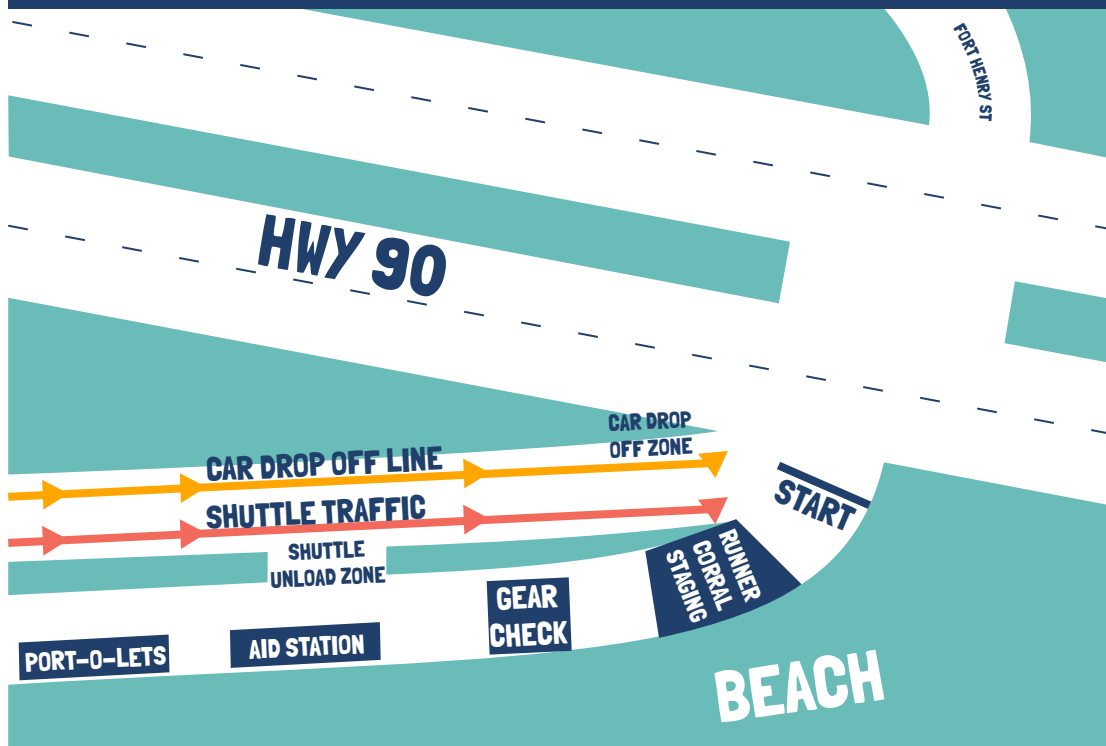 FORT HENRY ST
HWY 90
CAR DROP
OFF ZONE
CAR DROP OFF LINE
SHUTTLE TRAFFIC
START
SHUTTLE
UNLOAD ZONE
RUNNER
CORRAL
STAGING
GEAR
CHECK
AID STATION
PORT-O-LETS
BEACH